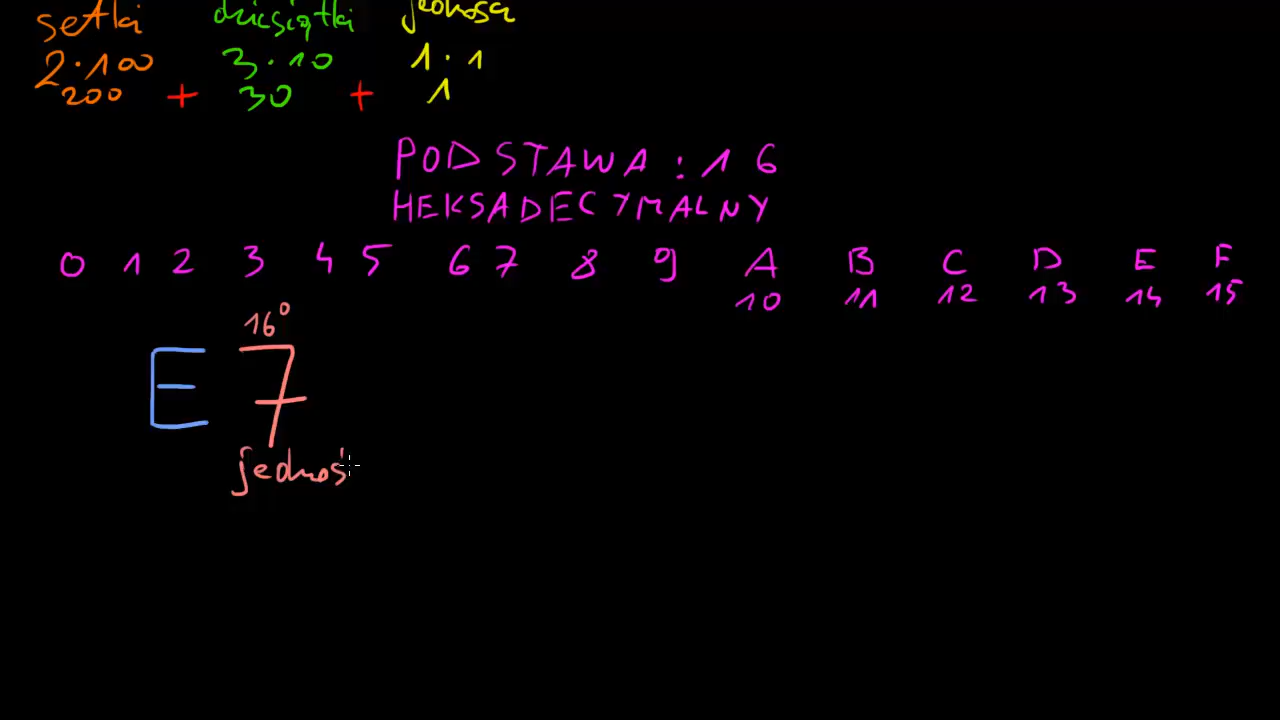 setki dziesiątki jedności
2·100 3·10 1·1
200 + 30 + 1
PODSTAWA: 16
HEKSADECYMALNY
0 1 2 3 4 5 6 7 8 9 A B C D E F
10 11 12 13 14 15
16⁰
E 7
jednoś